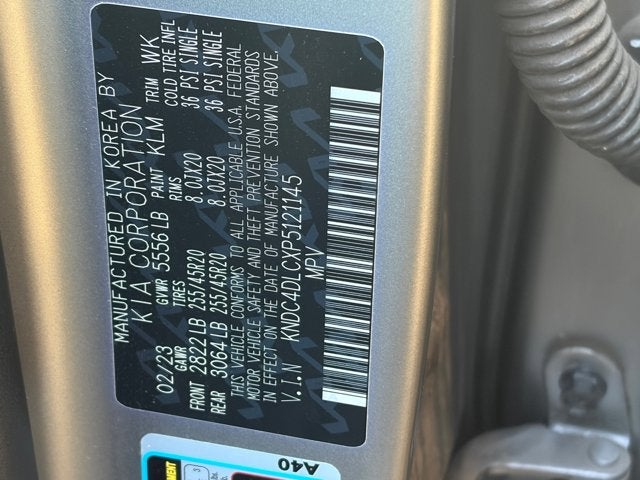 MANUFACTURED IN KOREA BY
KIA CORPORATION
02/23 GVWR 5556 LB PAINT KLM TRIM WK
GAWR TIRES RIMS COLD TIRE INFL
FRONT 2822 LB 255/45R20 8.0JX20 36 PSI SINGLE
REAR 3064 LB 255/45R20 8.0JX20 36 PSI SINGLE
THIS VEHICLE CONFORMS TO ALL APPLICABLE U.S.A. FEDERAL
MOTOR VEHICLE SAFETY AND THEFT PREVENTION STANDARDS
IN EFFECT ON THE DATE OF MANUFACTURE SHOWN ABOVE.
V.I.N KNDC4DLCXP5121145
MPV
A40